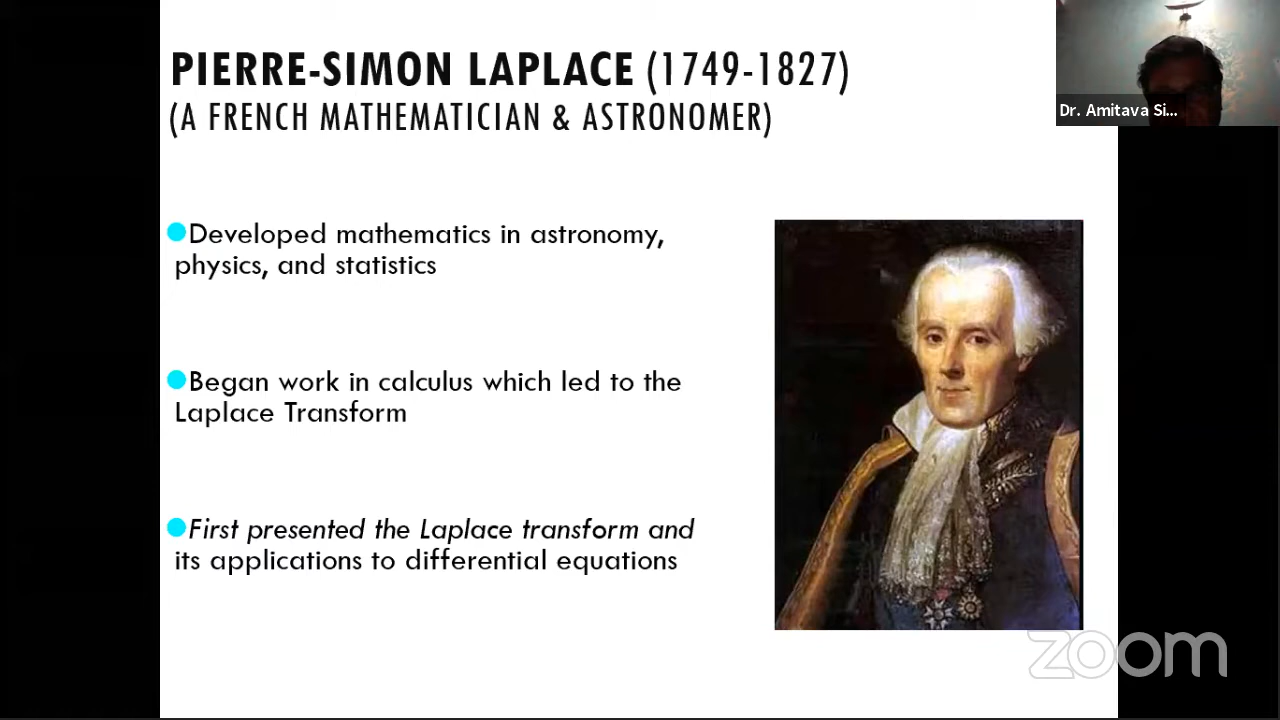 PIERRE-SIMON LAPLACE (1749-1827)
(A FRENCH MATHEMATICIAN & ASTRONOMER)
Dr. Amitava Si...
Developed mathematics in astronomy,
physics, and statistics
Began work in calculus which led to the
Laplace Transform
First presented the Laplace transform and
its applications to differential equations
zoom